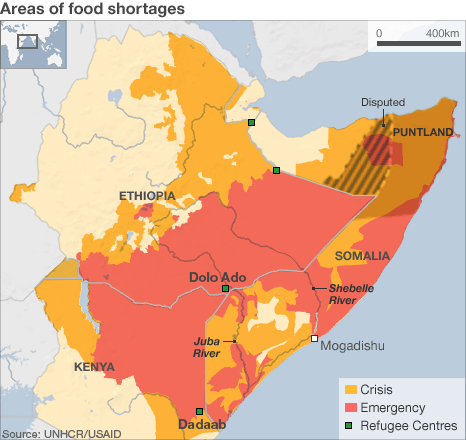 Areas of food shortages
0 400km
Disputed
PUNTLAND
ETHIOPIA
SOMALIA
Dolo Ado
Shebelle
River
Juba
River
Mogadishu
KENYA
Dadaab
Crisis
Emergency
Refugee Centres
Source: UNHCR/USAID